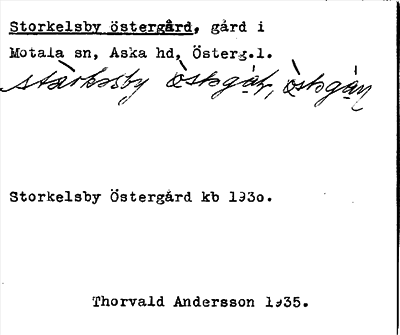 Storkelsby östergård, gård i
Motala sn, Aska hd, Österg.l.
Storkelsby Östergård kb 1930.
Thorvald Andersson 1935.